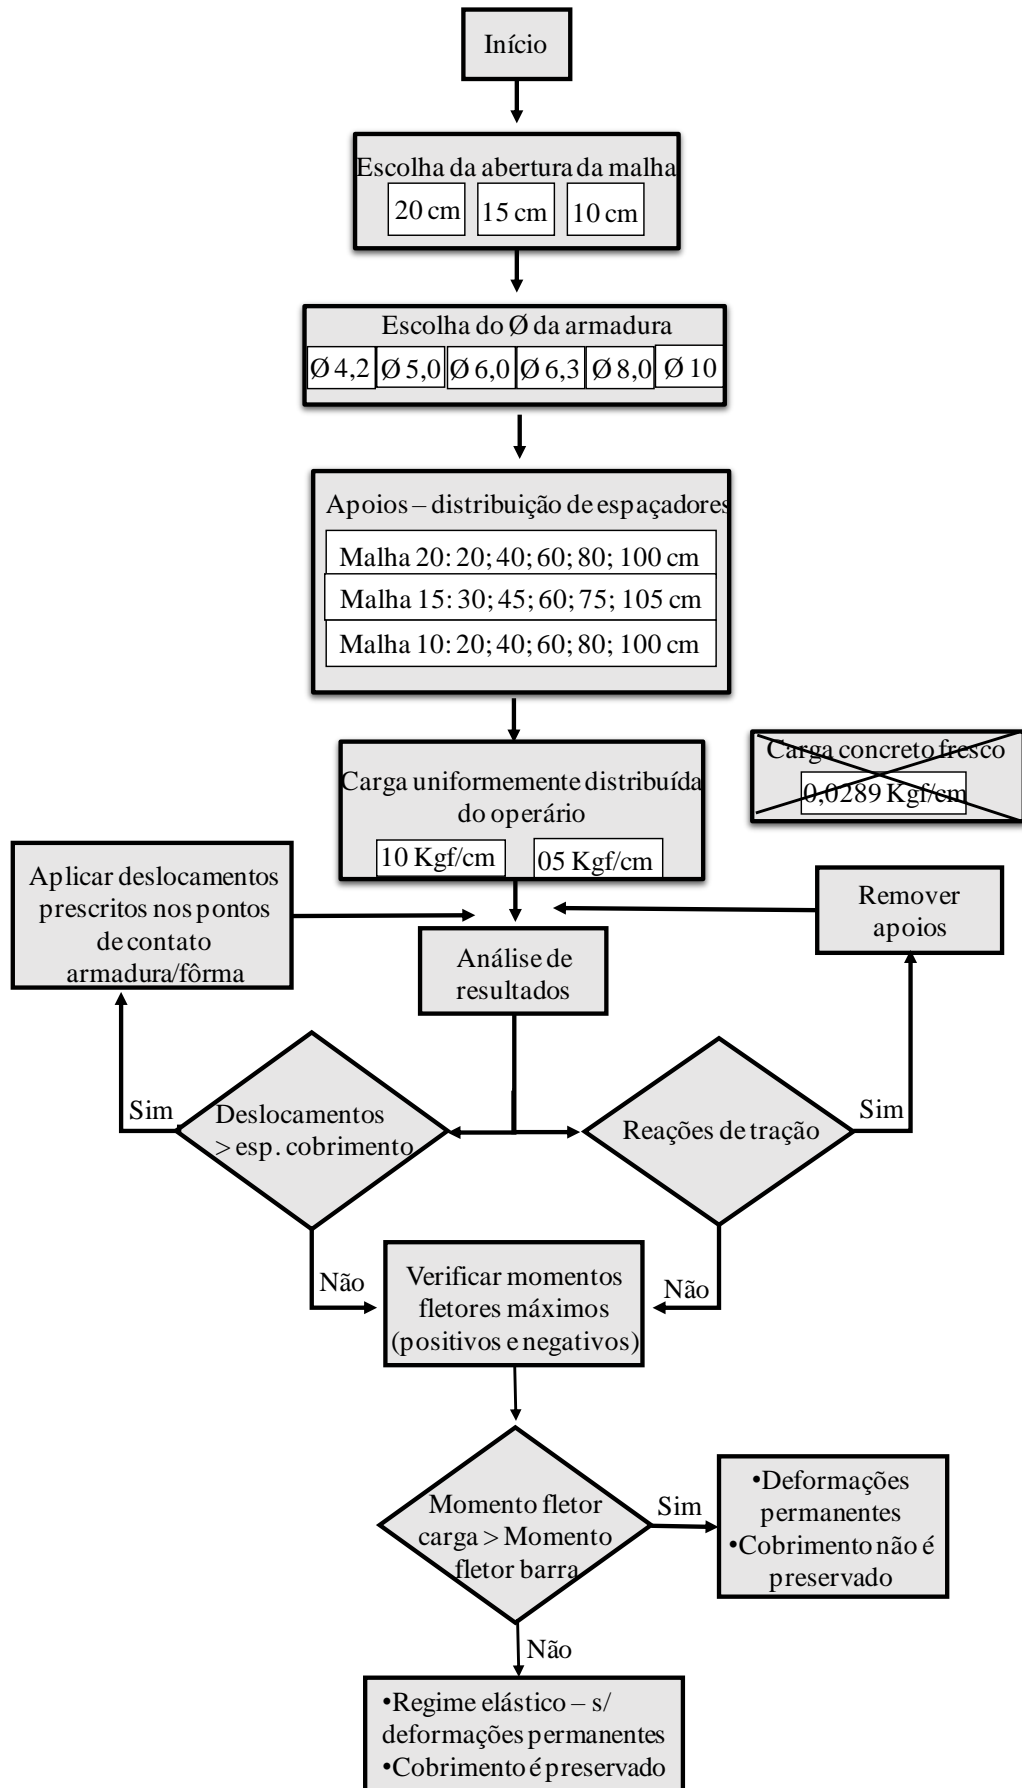 Início
Escolha da abertura da malha
20 cm
15 cm
10 cm
Escolha do Ø da armadura
Ø 4,2
Ø 5,0
Ø 6,0
Ø 6,3
Ø 8,0
Ø 10
Apoios – distribuição de espaçadores
Malha 20: 20; 40; 60; 80; 100 cm
Malha 15: 30; 45; 60; 75; 105 cm
Malha 10: 20; 40; 60; 80; 100 cm
Carga uniformemente distribuída
do operário
10 Kgf/cm
05 Kgf/cm
Carga concreto fresco
0,0289 Kgf/cm
Aplicar deslocamentos
prescritos nos pontos
de contato
armadura/fôrma
Análise de
resultados
Remover
apoios
Sim
Deslocamentos
> esp. cobrimento
Reações de tração
Sim
Não
Verificar momentos
fletores máximos
(positivos e negativos)
Não
Momento fletor
carga > Momento
fletor barra
Sim
•Deformações
permanentes
•Cobrimento não é
preservado
Não
•Regime elástico – s/
deformações permanentes
•Cobrimento é preservado